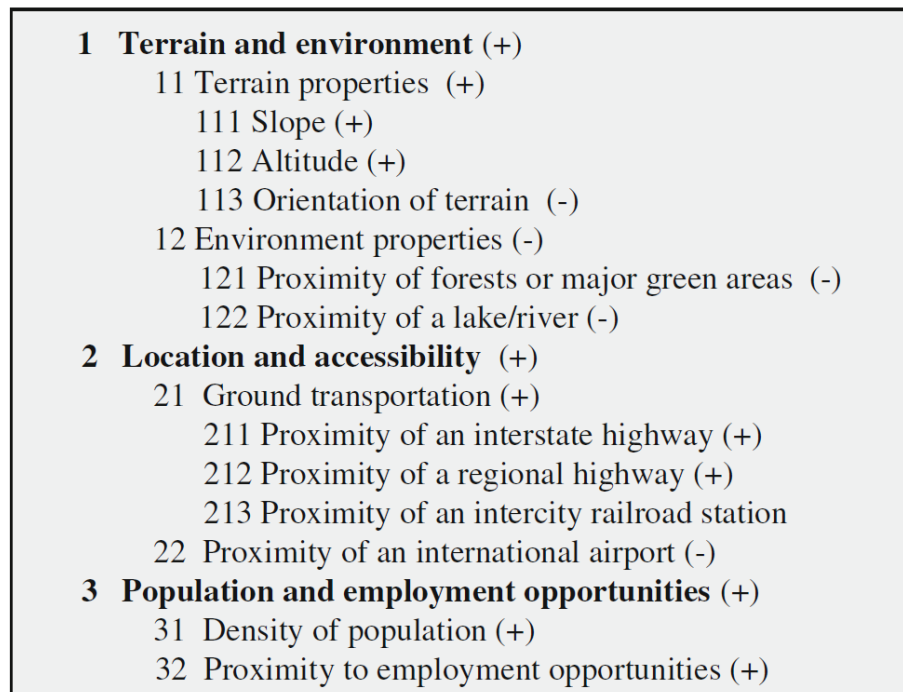 1 Terrain and environment (+)
11 Terrain properties (+)
111 Slope (+)
112 Altitude (+)
113 Orientation of terrain (-)
12 Environment properties (-)
121 Proximity of forests or major green areas (-)
122 Proximity of a lake/river (-)
2 Location and accessibility (+)
21 Ground transportation (+)
211 Proximity of an interstate highway (+)
212 Proximity of a regional highway (+)
213 Proximity of an intercity railroad station
22 Proximity of an international airport (-)
3 Population and employment opportunities (+)
31 Density of population (+)
32 Proximity to employment opportunities (+)